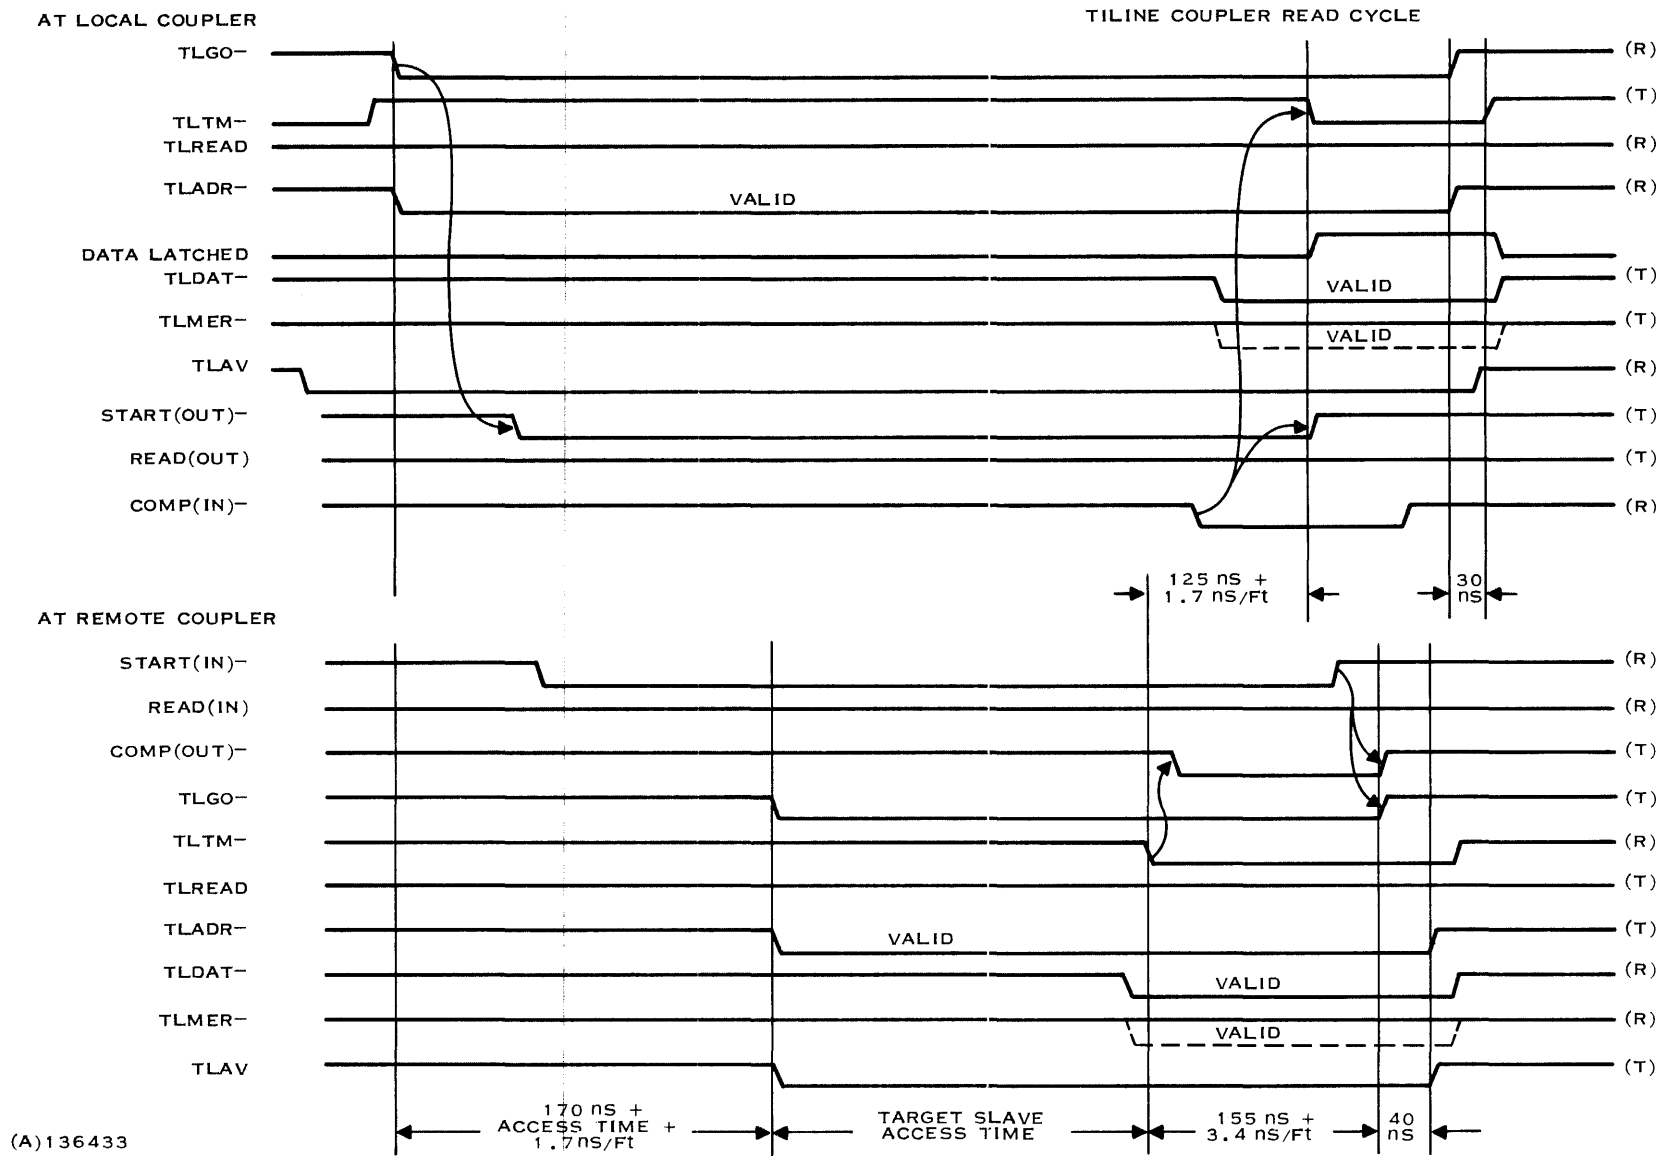 AT LOCAL COUPLER
TILINE COUPLER READ CYCLE
TLGO− (R)
TLTM− (T)
TLREAD (R)
TLADR− VALID (R)
DATA LATCHED
TLDAT− VALID (T)
TLMER− VALID (T)
TLAV (R)
START(OUT)− (T)
READ(OUT) (T)
COMP(IN)− (R)
125 nS +
1.7 nS/Ft
30
nS
AT REMOTE COUPLER
START(IN)− (R)
READ(IN) (R)
COMP(OUT)− (T)
TLGO− (T)
TLTM− (R)
TLREAD (T)
TLADR− VALID (T)
TLDAT− VALID (R)
TLMER− VALID (R)
TLAV (T)
170 nS +
ACCESS TIME +
1.7nS/Ft
TARGET SLAVE
ACCESS TIME
155 nS +
3.4 nS/Ft
40
nS
(A)136433